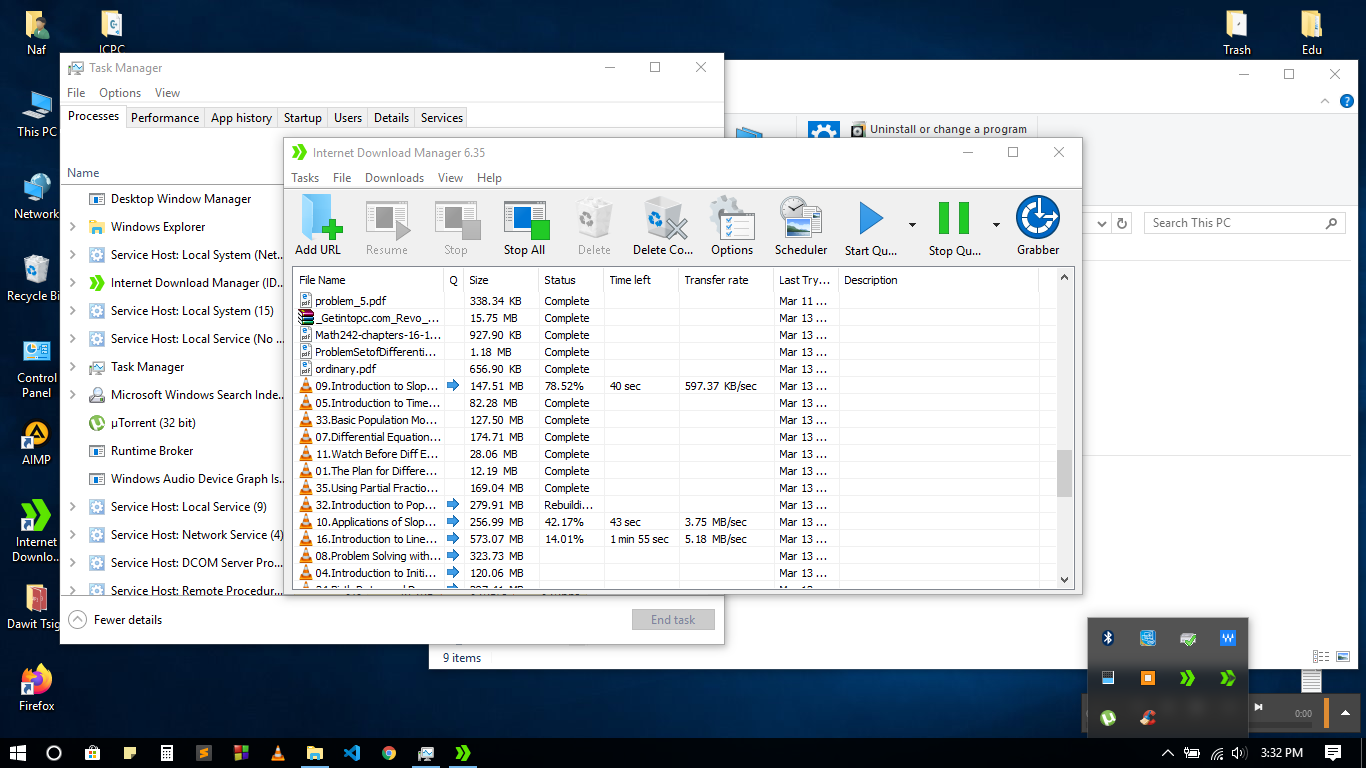 Naf
ICPC
Trash
Edu
This PC
Network
Recycle Bi
Control
Panel
AIMP
Internet
Downlo...
Dawit Tsig
Firefox
Task Manager
File Options View
Processes Performance App history Startup Users Details Services
Name
Desktop Window Manager
Windows Explorer
Service Host: Local System (Net...
Internet Download Manager (ID...
Service Host: Local System (15)
Service Host: Local Service (No ...
Task Manager
Microsoft Windows Search Inde...
µTorrent (32 bit)
Runtime Broker
Windows Audio Device Graph Is...
Service Host: Local Service (9)
Service Host: Network Service (4)
Service Host: DCOM Server Pro...
Service Host: Remote Procedur...
Fewer details
End task
Uninstall or change a program
Search This PC
9 items
Internet Download Manager 6.35
Tasks File Downloads View Help
Add URL Resume Stop Stop All Delete Delete Co... Options Scheduler Start Qu... Stop Qu... Grabber
File Name Q Size Status Time left Transfer rate Last Try... Description
problem_5.pdf 338.34 KB Complete Mar 11 ...
_Getintopc.com_Revo_... 15.75 MB Complete Mar 13 ...
Math242-chapters-16-1... 927.90 KB Complete Mar 13 ...
ProblemSetofDifferenti... 1.18 MB Complete Mar 13 ...
ordinary.pdf 656.90 KB Complete Mar 13 ...
09.Introduction to Slop... 147.51 MB 78.52% 40 sec 597.37 KB/sec Mar 13 ...
05.Introduction to Time... 82.28 MB Complete Mar 13 ...
33.Basic Population Mo... 127.50 MB Complete Mar 13 ...
07.Differential Equation... 174.71 MB Complete Mar 13 ...
11.Watch Before Diff E... 28.06 MB Complete Mar 13 ...
01.The Plan for Differe... 12.19 MB Complete Mar 13 ...
35.Using Partial Fractio... 169.04 MB Complete Mar 13 ...
32.Introduction to Pop... 279.91 MB Rebuildi... Mar 13 ...
10.Applications of Slop... 256.99 MB 42.17% 43 sec 3.75 MB/sec Mar 13 ...
16.Introduction to Line... 573.07 MB 14.01% 1 min 55 sec 5.18 MB/sec Mar 13 ...
08.Problem Solving with... 323.73 MB Mar 13 ...
04.Introduction to Initi... 120.06 MB Mar 13 ...
0:00
3:32 PM